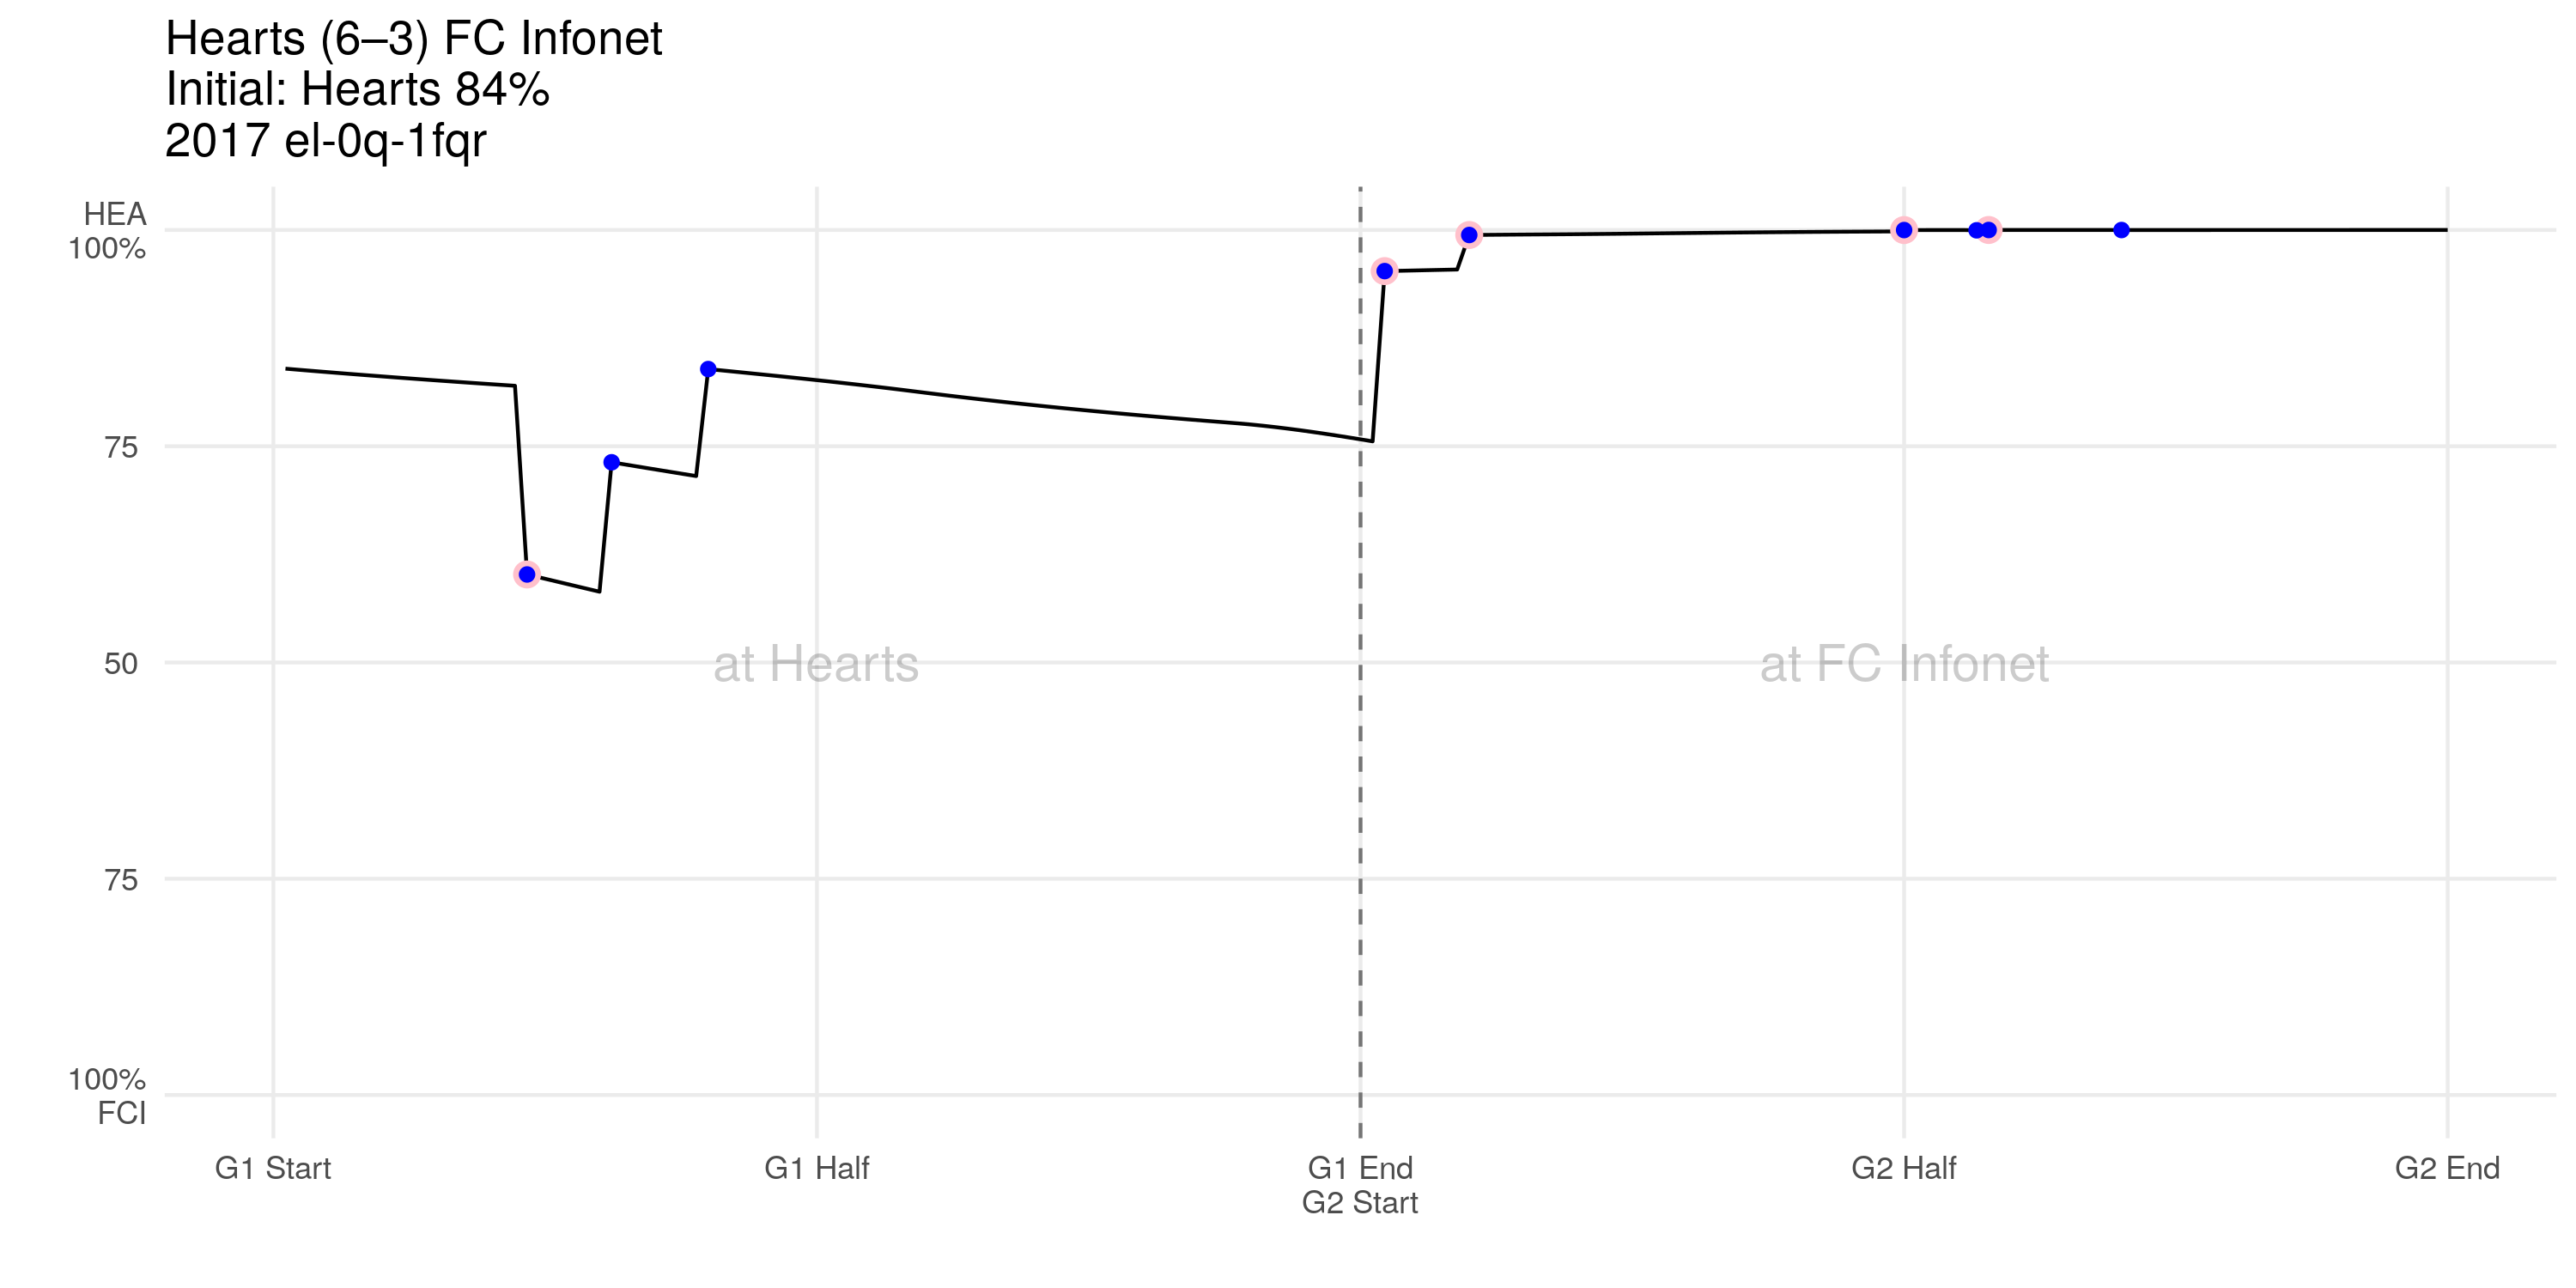 Hearts (6–3) FC Infonet
Initial: Hearts 84%
2017 el-0q-1fqr
HEA
100%
75
50
75
100%
FCI
at Hearts
at FC Infonet
G1 Start
G1 Half
G1 End
G2 Start
G2 Half
G2 End